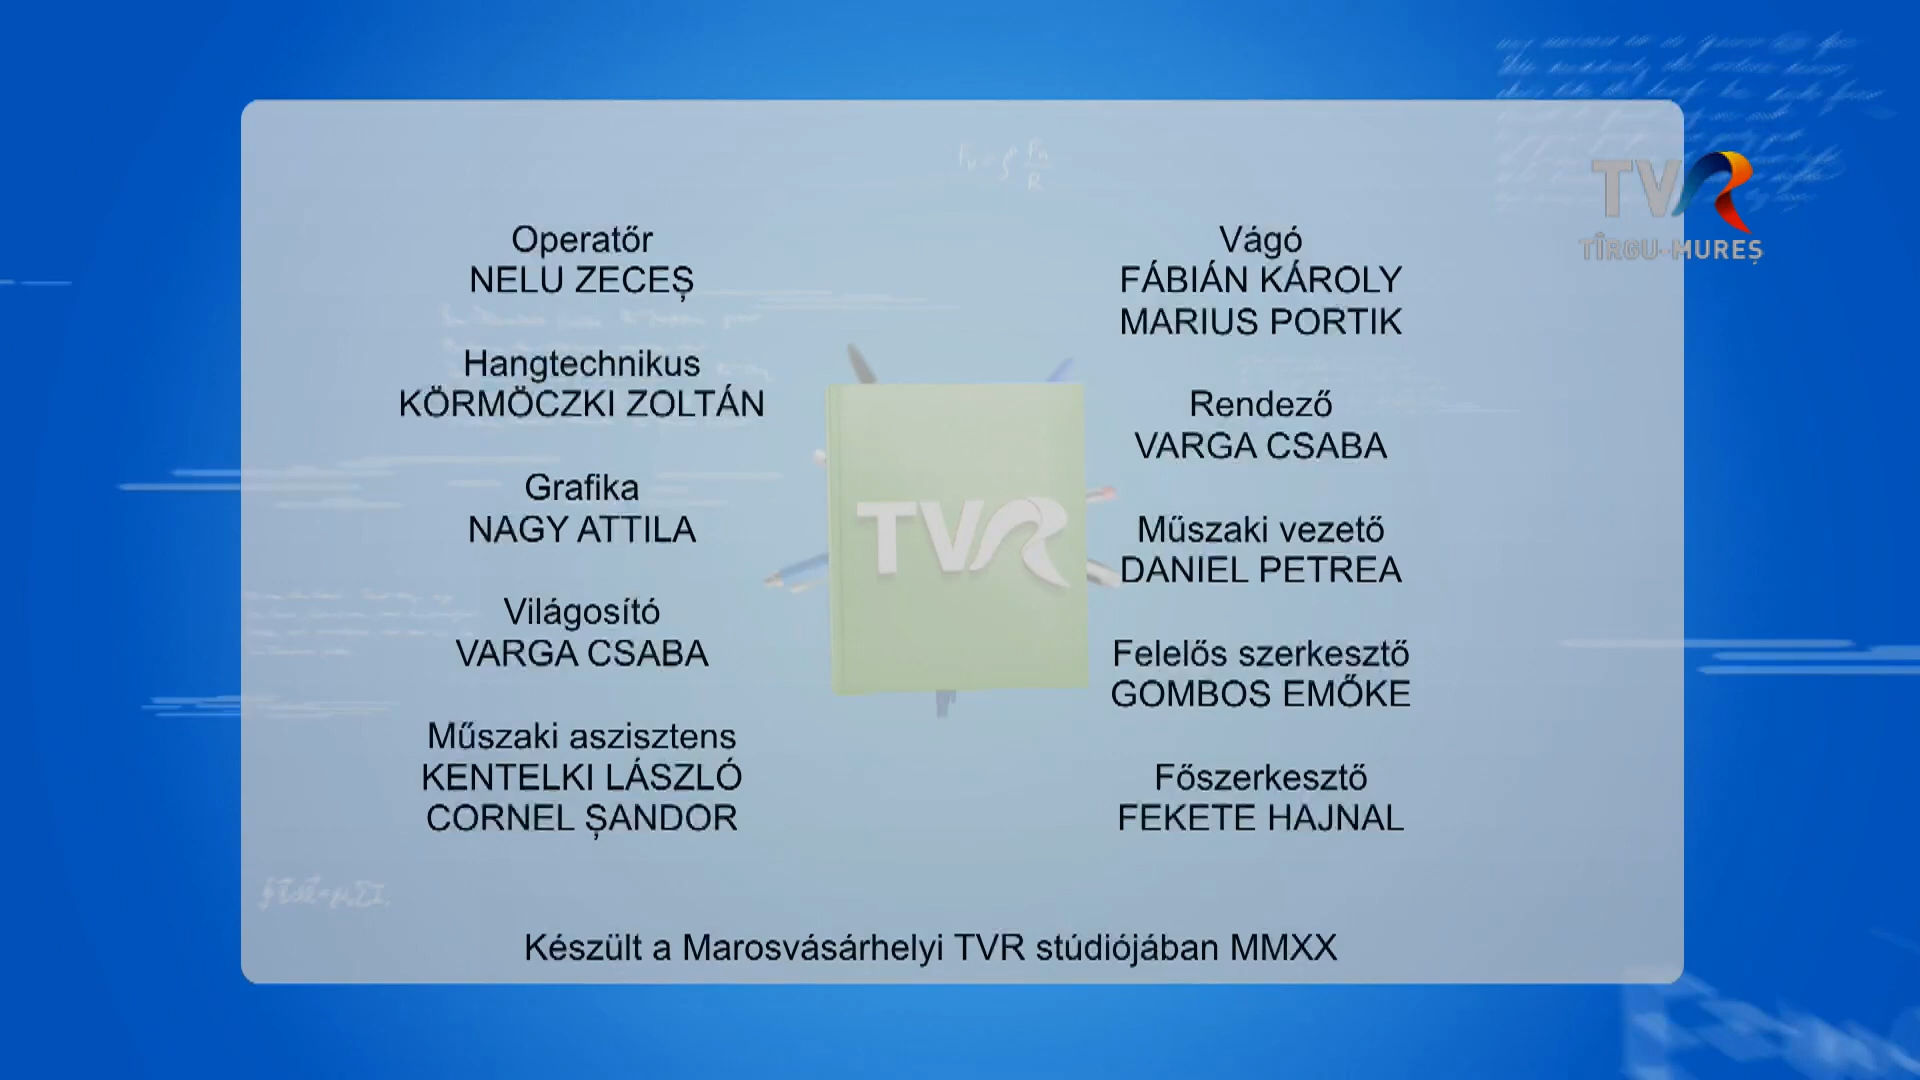 Operatőr
NELU ZECEȘ
Hangtechnikus
KÖRMÖCZKI ZOLTÁN
Grafika
NAGY ATTILA
Világosító
VARGA CSABA
Műszaki aszisztens
KENTELKI LÁSZLÓ
CORNEL ȘANDOR
Vágó
FÁBIÁN KÁROLY
MARIUS PORTIK
Rendező
VARGA CSABA
Műszaki vezető
DANIEL PETREA
Felelős szerkesztő
GOMBOS EMŐKE
Főszerkesztő
FEKETE HAJNAL
Készült a Marosvásárhelyi TVR stúdiójában MMXX
TVR
TVR
TÎRGU-MUREȘ